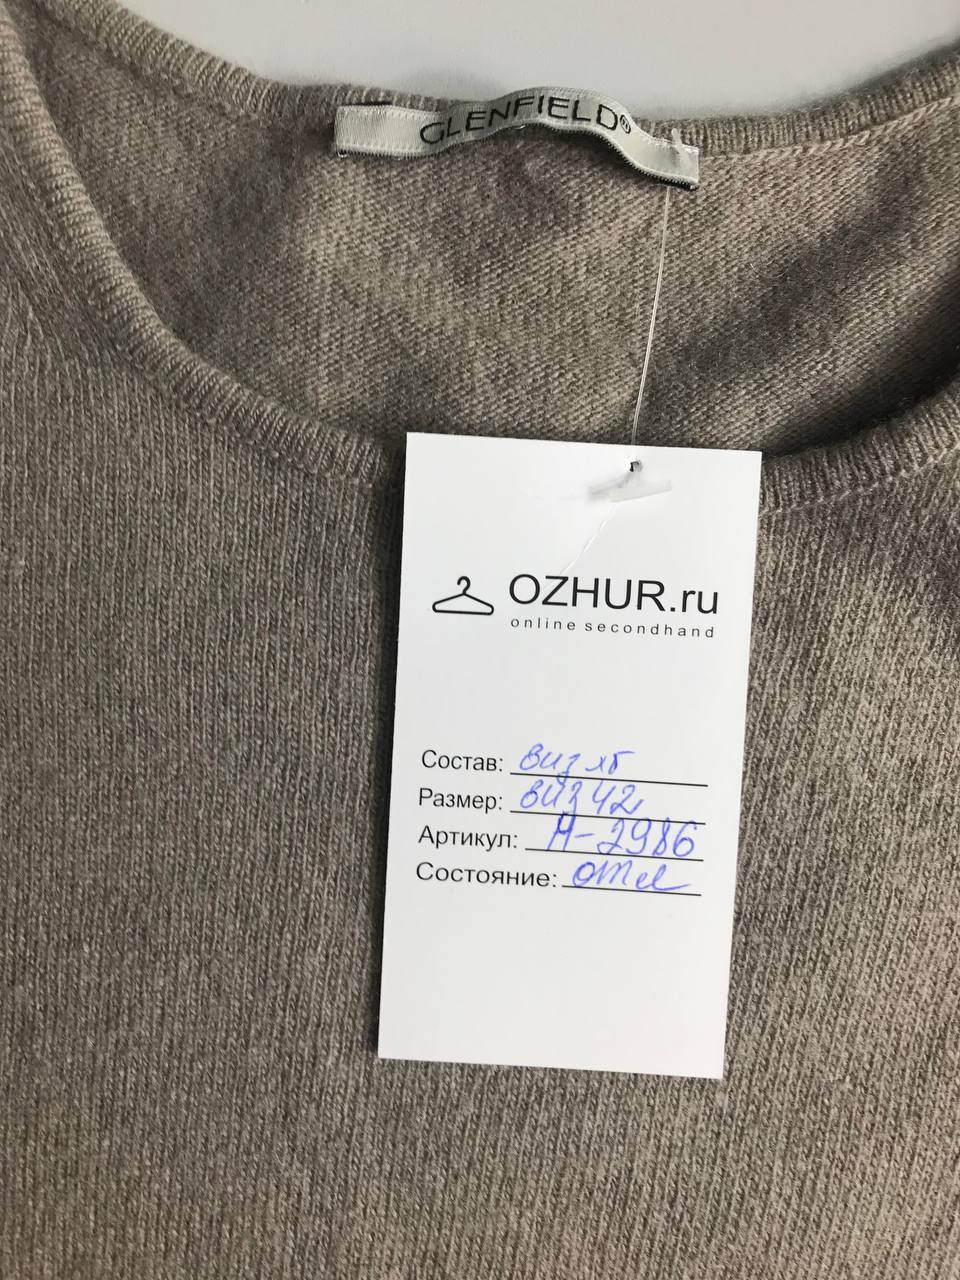 GLENFIELD®
OZHUR.ru
online secondhand
Состав: виз хб
Размер: виз 42
Артикул: А-2986
Состояние: отл